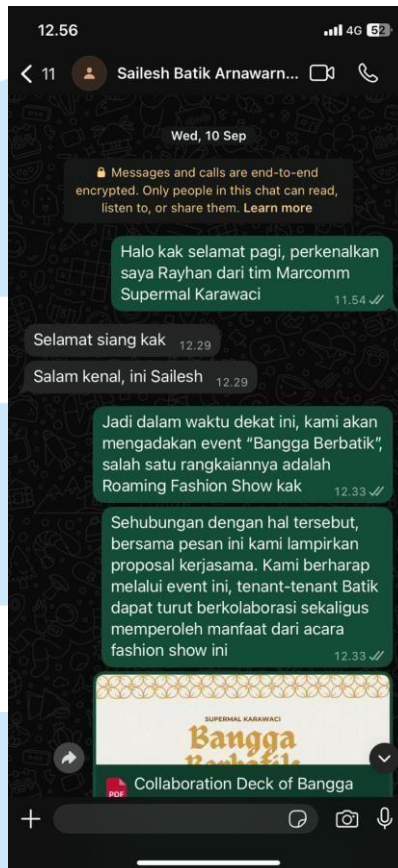 12.56
4G 52
11 Sailesh Batik Arnawarn...
Wed, 10 Sep
Messages and calls are end-to-end
encrypted. Only people in this chat can read,
listen to, or share them. Learn more
Halo kak selamat pagi, perkenalkan
saya Rayhan dari tim Marcomm
Supermal Karawaci
11.54
Selamat siang kak 12.29
Salam kenal, ini Sailesh 12.29
Jadi dalam waktu dekat ini, kami akan
mengadakan event “Bangga Berbatik”,
salah satu rangkaiannya adalah
Roaming Fashion Show kak
12.33
Sehubungan dengan hal tersebut,
bersama pesan ini kami lampirkan
proposal kerjasama. Kami berharap
melalui event ini, tenant-tenant Batik
dapat turut berkolaborasi sekaligus
memperoleh manfaat dari acara
fashion show ini
12.33
SUPERMAL KARAWACI
Bangga
Berbatik
PDF Collaboration Deck of Bangga